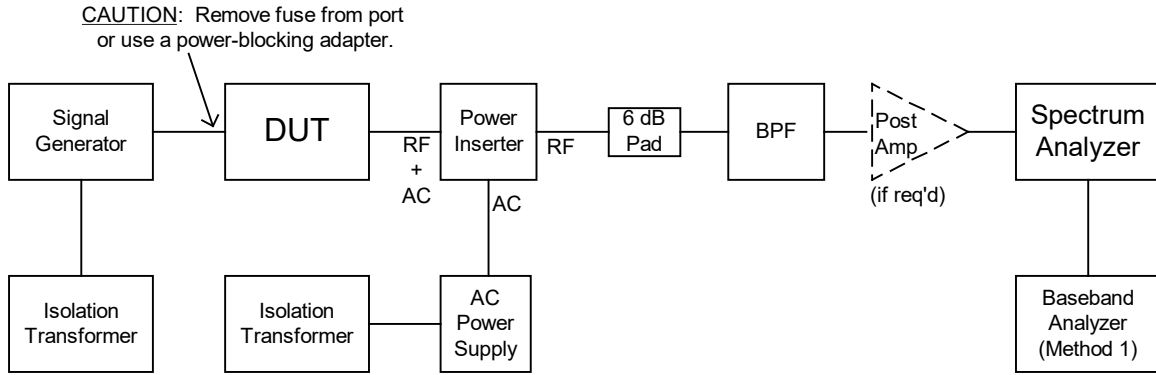 CAUTION: Remove fuse from port
or use a power-blocking adapter.
Signal
Generator
DUT
RF
+
AC
Power
Inserter
RF
AC
6 dB
Pad
BPF
Post
Amp
(if req'd)
Spectrum
Analyzer
Isolation
Transformer
Isolation
Transformer
AC
Power
Supply
Baseband
Analyzer
(Method 1)